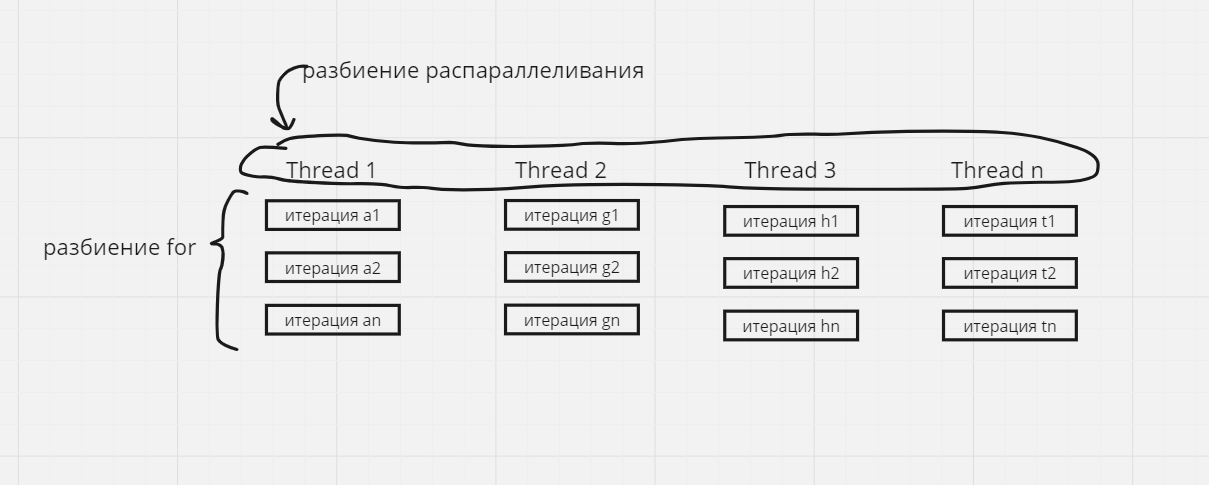 разбиение распараллеливания
Thread 1 Thread 2 Thread 3 Thread n
разбиение for
итерация a1 итерация g1 итерация h1 итерация t1
итерация a2 итерация g2 итерация h2 итерация t2
итерация an итерация gn итерация hn итерация tn